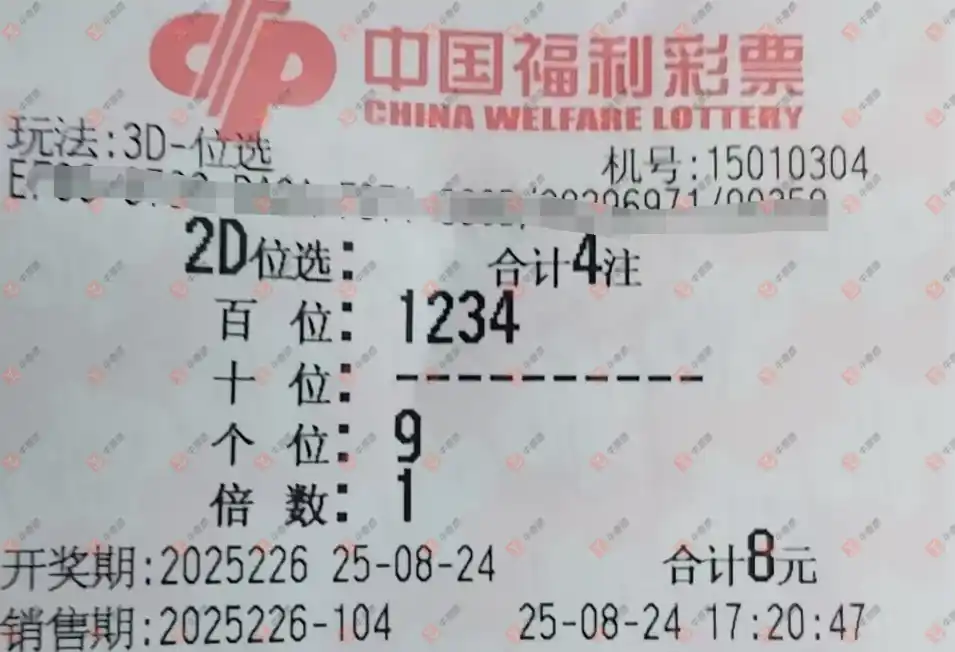 中国福利彩票
CHINA WELFARE LOTTERY
玩法:3D-位选
机号:15010304
2D位选: 合计4注
百 位: 1234
十 位: ----------
个 位: 9
倍 数: 1
开奖期:2025226 25-08-24 合计8元
销售期:2025226-104 25-08-24 17:20:47